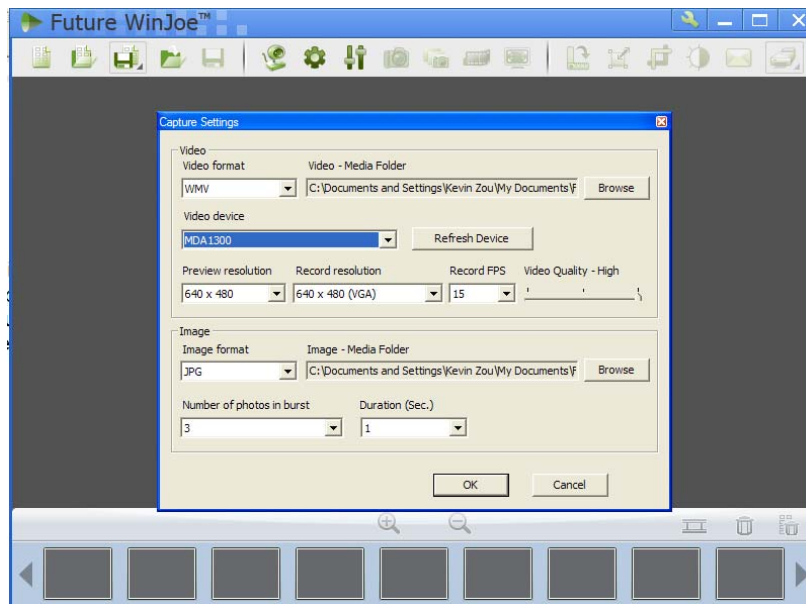 Future WinJoe™
Capture Settings
Video
Video format Video - Media Folder
WMV C:\Documents and Settings\Kevin Zou\My Documents\F Browse
Video device
MDA1300 Refresh Device
Preview resolution Record resolution Record FPS Video Quality - High
640 x 480 640 x 480 (VGA) 15
Image
Image format Image - Media Folder
JPG C:\Documents and Settings\Kevin Zou\My Documents\F Browse
Number of photos in burst Duration (Sec.)
3 1
OK Cancel